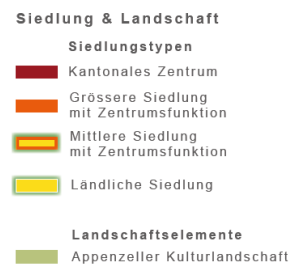 Siedlung & Landschaft
Siedlungstypen
Kantonales Zentrum
Grössere Siedlung
mit Zentrumsfunktion
Mittlere Siedlung
mit Zentrumsfunktion
Ländliche Siedlung
Landschaftselemente
Appenzeller Kulturlandschaft